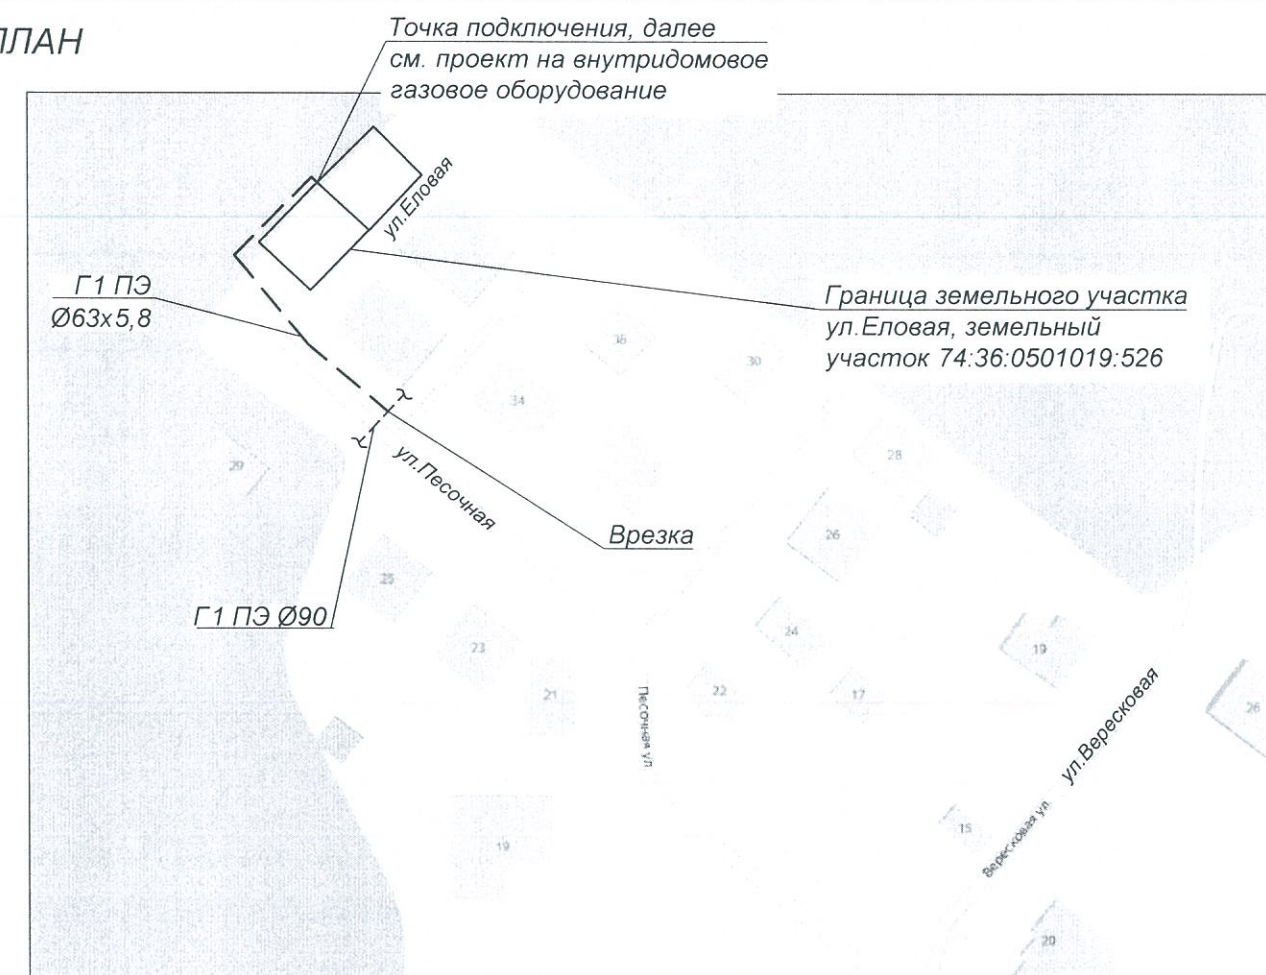 ПЛАН
Точка подключения, далее
см. проект на внутридомовое
газовое оборудование
ул.Еловая
Г1 ПЭ
Ø63х5,8
Граница земельного участка
ул.Еловая, земельный
участок 74:36:0501019:526
30
34
28
29
ул.Песочная
Врезка
26
25
Г1 ПЭ Ø90
24
19
23
21
22
17
26
Песочная ул
ул.Вересковая
15
Вересковая ул.
19
20